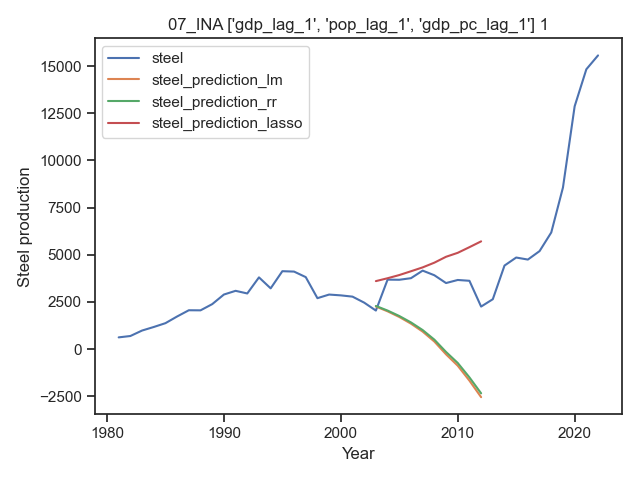 07_INA ['gdp_lag_1', 'pop_lag_1', 'gdp_pc_lag_1'] 1
steel
steel_prediction_lm
steel_prediction_rr
steel_prediction_lasso
15000
12500
10000
7500
5000
2500
0
−2500
Steel production
1980
1990
2000
2010
2020
Year